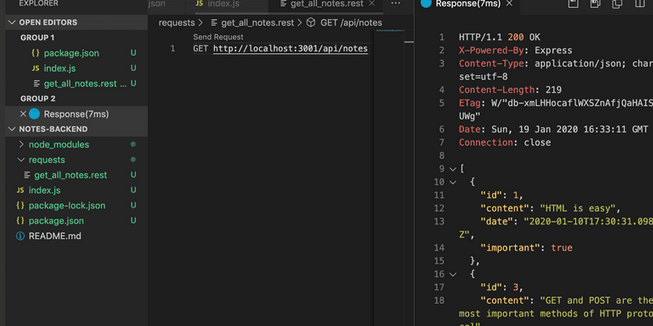 EXPLORER
OPEN EDITORS
GROUP 1
{} package.json U
JS index.js U
get_all_notes.rest ... U
GROUP 2
× Response(7ms)
NOTES-BACKEND
node_modules
requests
get_all_notes.rest U
JS index.js U
{} package-lock.json U
{} package.json U
README.md
json JS index.js get_all_notes.rest × ...
requests > get_all_notes.rest > GET /api/notes
Send Request
1 GET http://localhost:3001/api/notes
Response(7ms) ×
1 HTTP/1.1 200 OK
2 X-Powered-By: Express
3 Content-Type: application/json; char
set=utf-8
4 Content-Length: 219
5 ETag: W/"db-xmLHHocaflWXSZnAfjQaHAIS
UWg"
6 Date: Sun, 19 Jan 2020 16:33:11 GMT
7 Connection: close
8
9 [
10 {
11 "id": 1,
12 "content": "HTML is easy",
13 "date": "2020-01-10T17:30:31.098
Z",
14 "important": true
15 },
16 {
17 "id": 3,
18 "content": "GET and POST are the
most important methods of HTTP proto